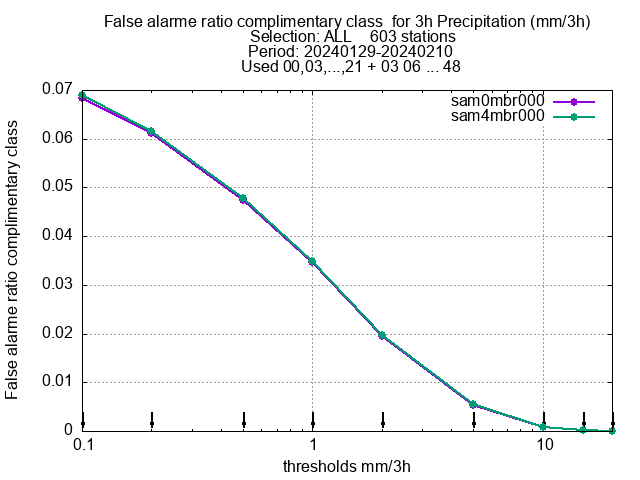 False alarme ratio complimentary class  for 3h Precipitation (mm/3h)
Selection: ALL    603 stations
Period: 20240129-20240210
Used 00,03,...,21 + 03 06 ... 48
sam0mbr000
sam4mbr000
False alarme ratio complimentary class
0.07
0.06
0.05
0.04
0.03
0.02
0.01
0
0.1 1 10
thresholds mm/3h